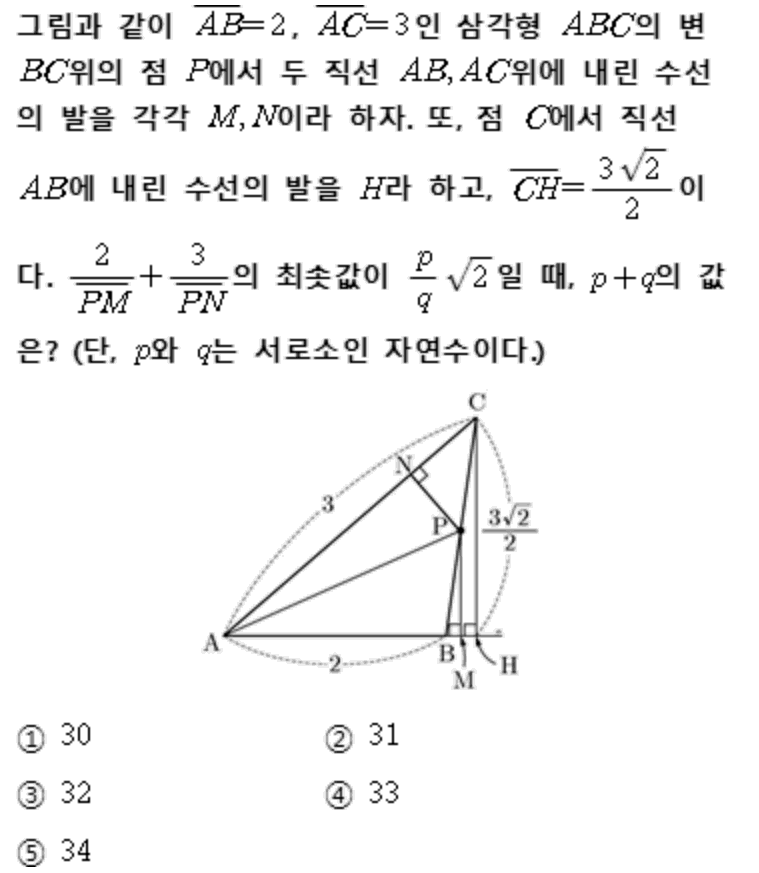 그림과 같이 AB=2, AC=3인 삼각형 ABC의 변
BC위의 점 P에서 두 직선 AB, AC위에 내린 수선
의 발을 각각 M, N이라 하자. 또, 점 C에서 직선
AB에 내린 수선의 발을 H라 하고, CH=3√2/2이
다. 2/PM+3/PN의 최솟값이 p/q √2일 때, p+q의 값
은? (단, p와 q는 서로소인 자연수이다.)
C
N
3
P
3√2/2
A
B
H
2
M
① 30
② 31
③ 32
④ 33
⑤ 34